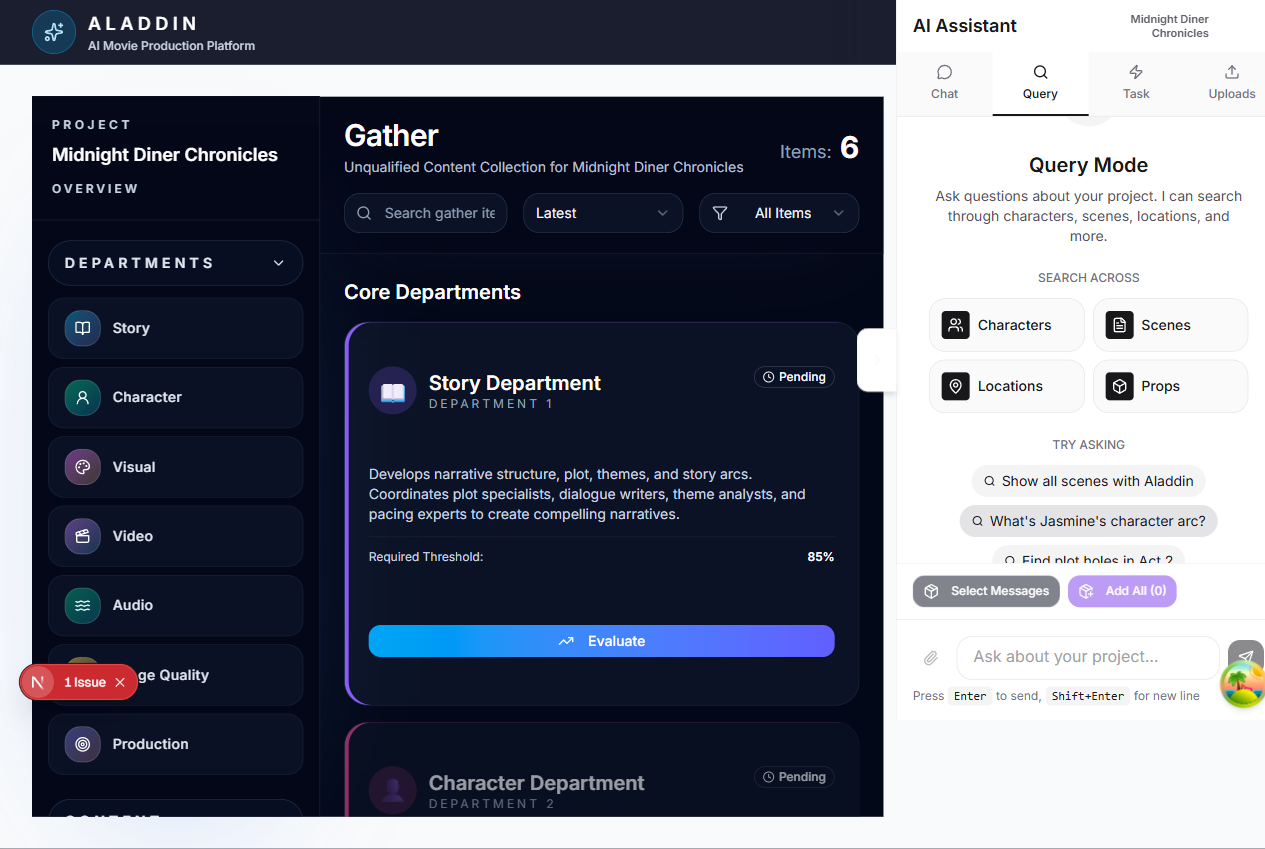 ALADDIN
AI Movie Production Platform
PROJECT
Midnight Diner Chronicles
OVERVIEW
DEPARTMENTS
Story
Character
Visual
Video
Audio
ge Quality
Production
1 Issue
Gather
Unqualified Content Collection for Midnight Diner Chronicles
Items: 6
Search gather ite
Latest
All Items
Core Departments
Story Department
DEPARTMENT 1
Pending
Develops narrative structure, plot, themes, and story arcs.
Coordinates plot specialists, dialogue writers, theme analysts, and
pacing experts to create compelling narratives.
Required Threshold:
85%
Evaluate
Character Department
DEPARTMENT 2
Pending
AI Assistant
Midnight Diner
Chronicles
Chat
Query
Task
Uploads
Query Mode
Ask questions about your project. I can search
through characters, scenes, locations, and
more.
SEARCH ACROSS
Characters
Scenes
Locations
Props
TRY ASKING
Show all scenes with Aladdin
What's Jasmine's character arc?
Find plot holes in Act 2
Select Messages
Add All (0)
Ask about your project...
Press Enter to send, Shift+Enter for new line